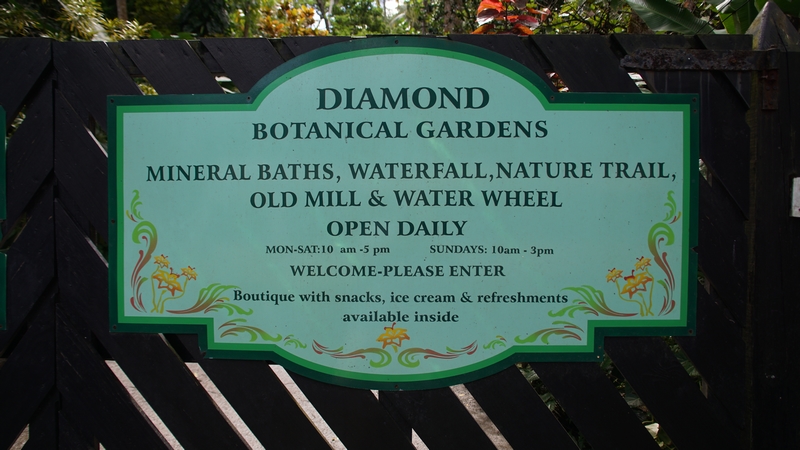 DIAMOND
BOTANICAL GARDENS
MINERAL BATHS, WATERFALL,NATURE TRAIL,
OLD MILL & WATER WHEEL
OPEN DAILY
MON-SAT:10 am -5 pm SUNDAYS: 10am - 3pm
WELCOME-PLEASE ENTER
Boutique with snacks, ice cream & refreshments
available inside